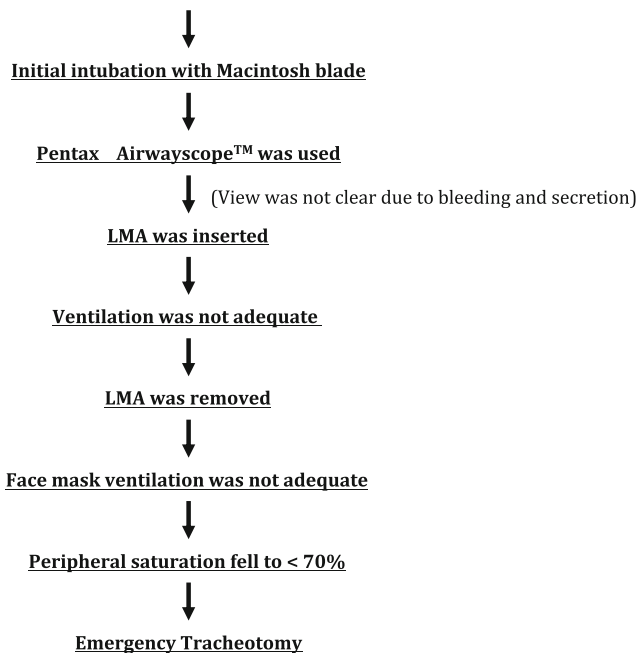 Initial intubation with Macintosh blade
Pentax Airwayscope™ was used
(View was not clear due to bleeding and secretion)
LMA was inserted
Ventilation was not adequate
LMA was removed
Face mask ventilation was not adequate
Peripheral saturation fell to < 70%
Emergency Tracheotomy